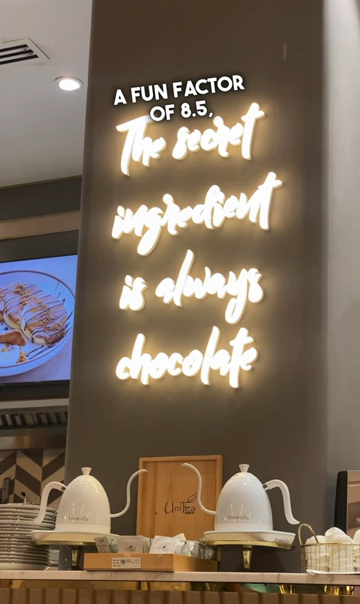 A FUN FACTOR
OF 8.5,
The secret
ingredient
is always
chocolate